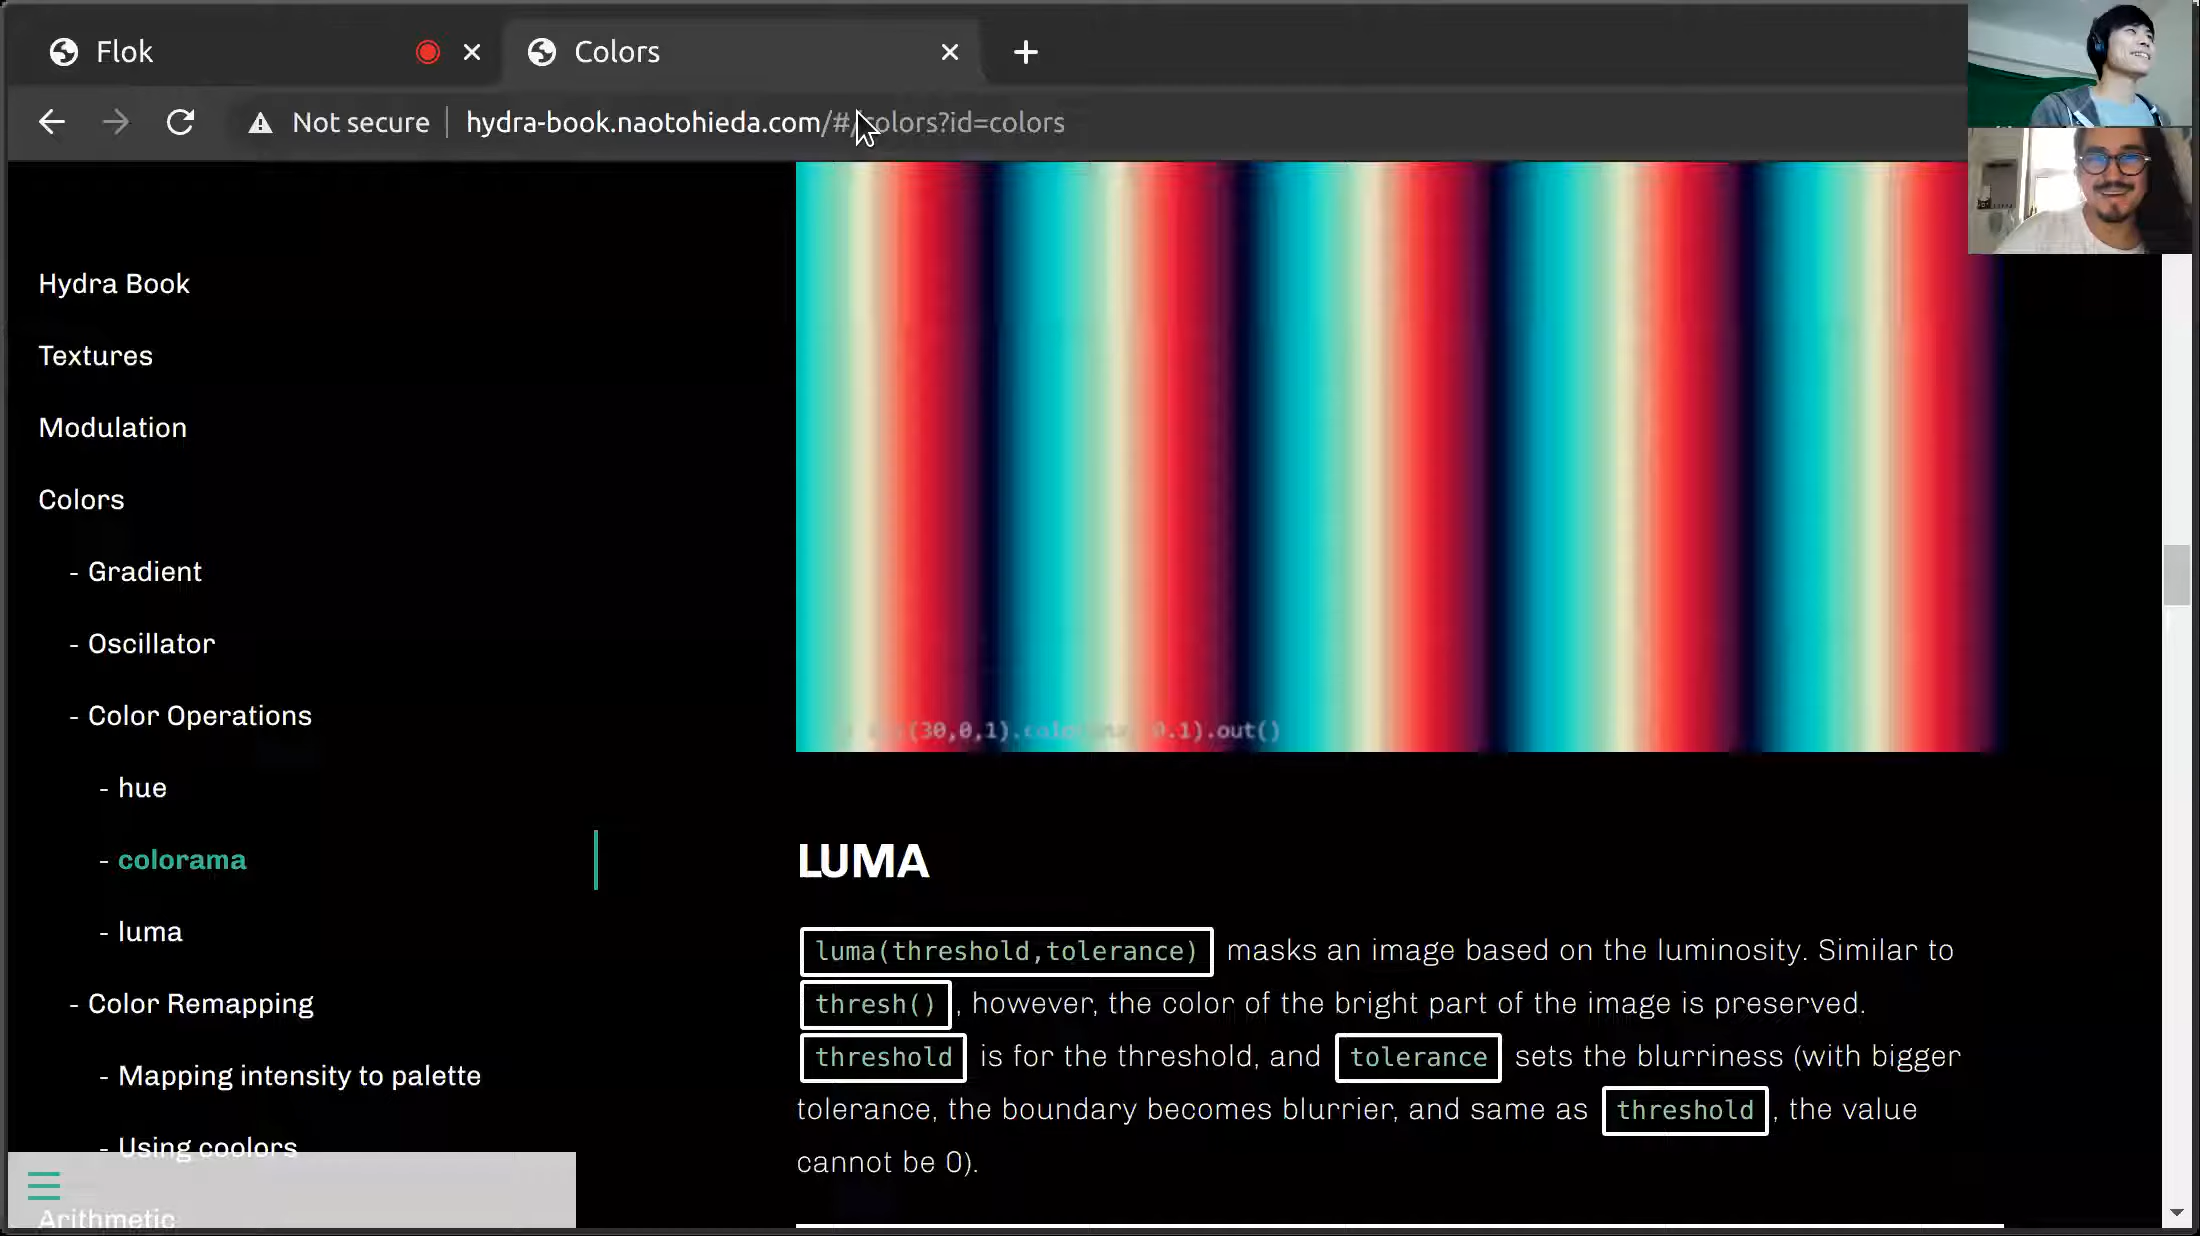 Flok
Colors
Not secure
hydra-book.naotohieda.com/#/colors?id=colors
Hydra Book
Textures
Modulation
Colors
- Gradient
- Oscillator
- Color Operations
- hue
- colorama
- luma
- Color Remapping
- Mapping intensity to palette
- Using coolors
Arithmetic
(30,0,1).colo 0.1).out()
LUMA
luma(threshold,tolerance) masks an image based on the luminosity. Similar to
thresh(), however, the color of the bright part of the image is preserved.
threshold is for the threshold, and tolerance sets the blurriness (with bigger
tolerance, the boundary becomes blurrier, and same as threshold, the value
cannot be 0).